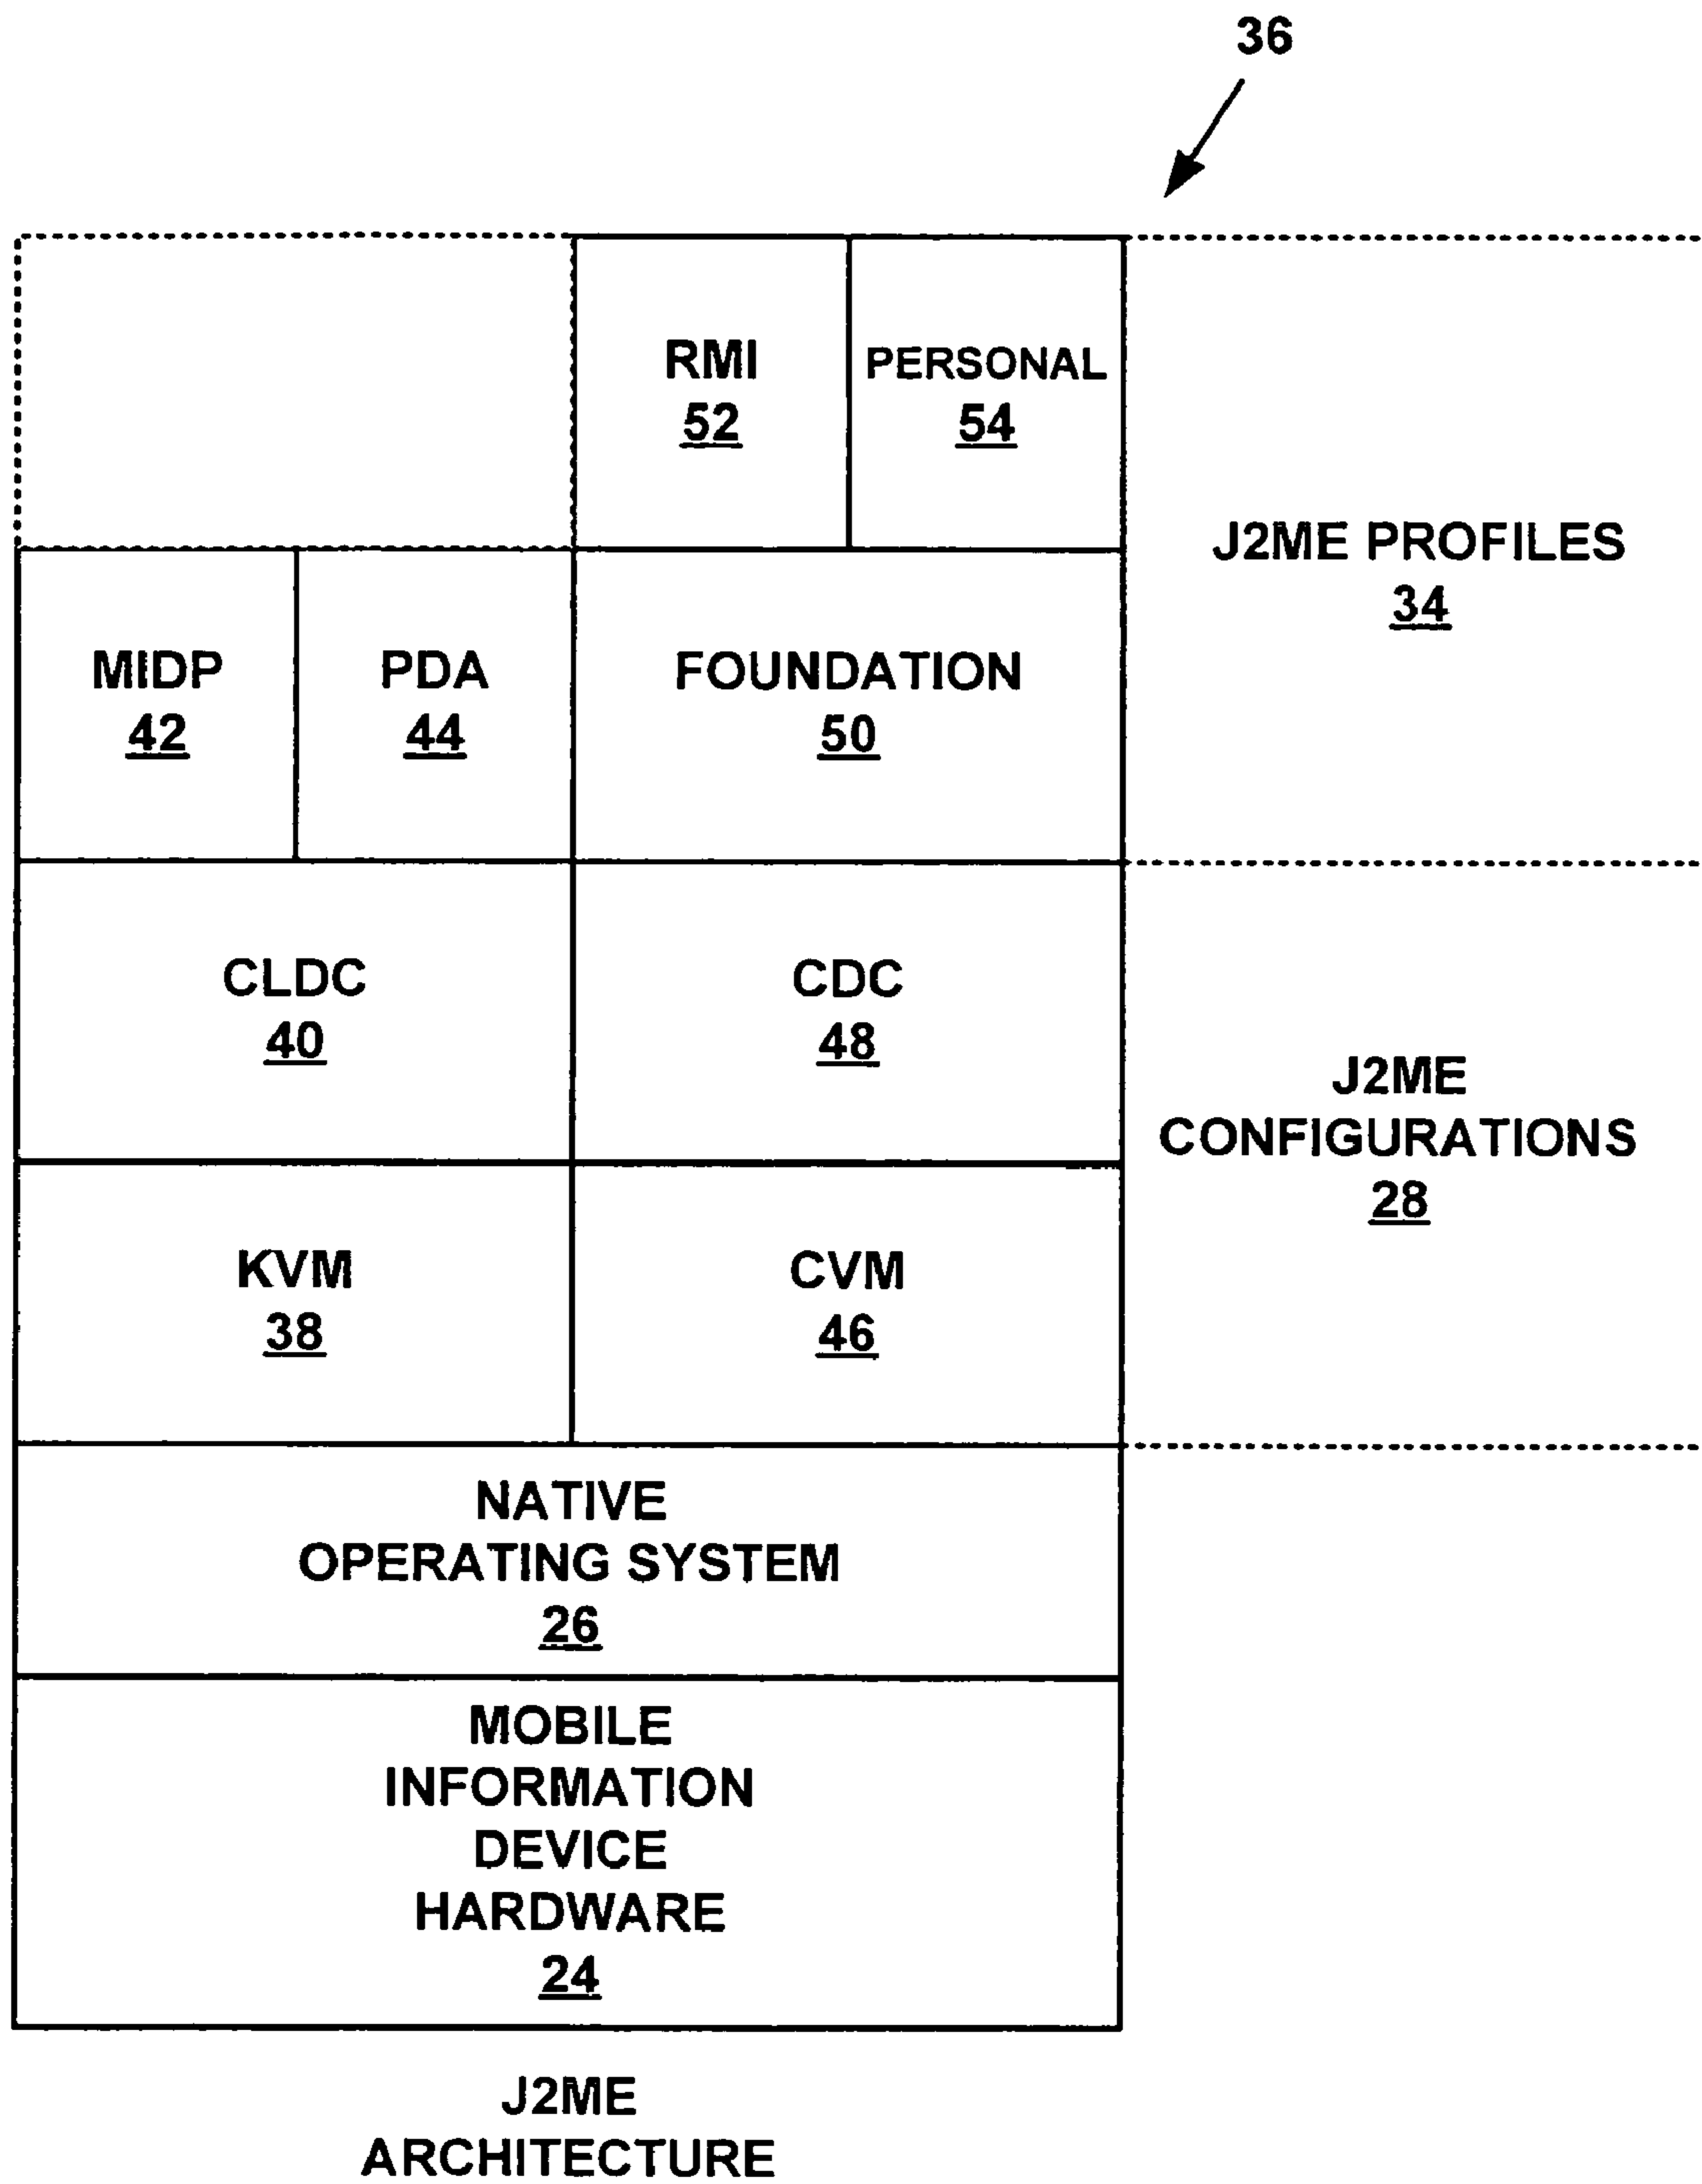 36
RMI
52
PERSONAL
54
J2ME PROFILES
34
MIDP
42
PDA
44
FOUNDATION
50
CLDC
40
CDC
48
J2ME
CONFIGURATIONS
28
KVM
38
CVM
46
NATIVE
OPERATING SYSTEM
26
MOBILE
INFORMATION
DEVICE
HARDWARE
24
J2ME
ARCHITECTURE